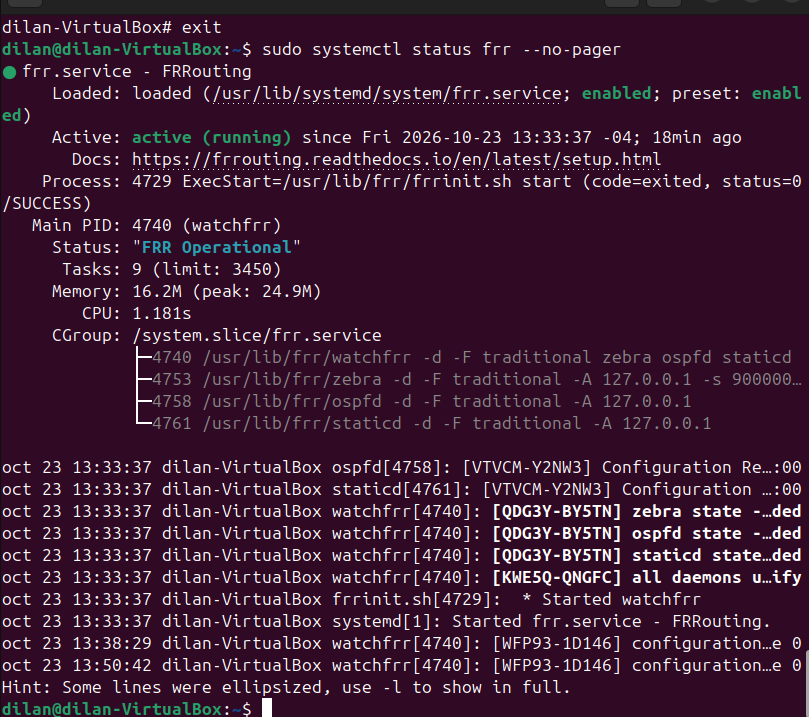 dilan-VirtualBox# exit
dilan@dilan-VirtualBox:~$ sudo systemctl status frr --no-pager
● frr.service - FRRouting
     Loaded: loaded (/usr/lib/systemd/system/frr.service; enabled; preset: enabl
ed)
     Active: active (running) since Fri 2026-10-23 13:33:37 -04; 18min ago
       Docs: https://frrouting.readthedocs.io/en/latest/setup.html
    Process: 4729 ExecStart=/usr/lib/frr/frrinit.sh start (code=exited, status=0
/SUCCESS)
   Main PID: 4740 (watchfrr)
     Status: "FRR Operational"
      Tasks: 9 (limit: 3450)
     Memory: 16.2M (peak: 24.9M)
        CPU: 1.181s
     CGroup: /system.slice/frr.service
             ├─4740 /usr/lib/frr/watchfrr -d -F traditional zebra ospfd staticd
             ├─4753 /usr/lib/frr/zebra -d -F traditional -A 127.0.0.1 -s 900000…
             ├─4758 /usr/lib/frr/ospfd -d -F traditional -A 127.0.0.1
             └─4761 /usr/lib/frr/staticd -d -F traditional -A 127.0.0.1

oct 23 13:33:37 dilan-VirtualBox ospfd[4758]: [VTVCM-Y2NW3] Configuration Re…:00
oct 23 13:33:37 dilan-VirtualBox staticd[4761]: [VTVCM-Y2NW3] Configuration …:00
oct 23 13:33:37 dilan-VirtualBox watchfrr[4740]: [QDG3Y-BY5TN] zebra state -…ded
oct 23 13:33:37 dilan-VirtualBox watchfrr[4740]: [QDG3Y-BY5TN] ospfd state -…ded
oct 23 13:33:37 dilan-VirtualBox watchfrr[4740]: [QDG3Y-BY5TN] staticd state…ded
oct 23 13:33:37 dilan-VirtualBox watchfrr[4740]: [KWE5Q-QNGFC] all daemons u…ify
oct 23 13:33:37 dilan-VirtualBox frrinit.sh[4729]:  * Started watchfrr
oct 23 13:33:37 dilan-VirtualBox systemd[1]: Started frr.service - FRRouting.
oct 23 13:38:29 dilan-VirtualBox watchfrr[4740]: [WFP93-1D146] configuration…e 0
oct 23 13:50:42 dilan-VirtualBox watchfrr[4740]: [WFP93-1D146] configuration…e 0
Hint: Some lines were ellipsized, use -l to show in full.
dilan@dilan-VirtualBox:~$